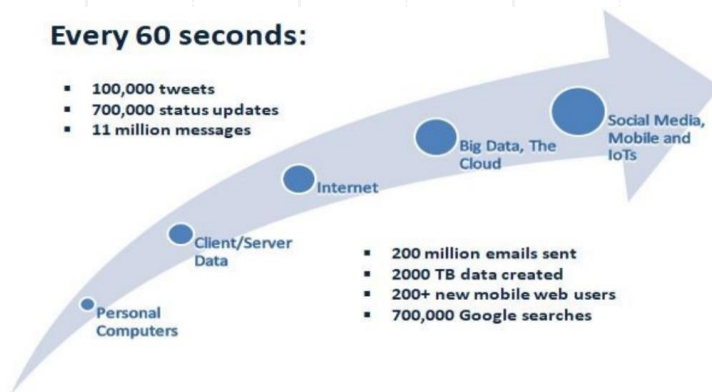 Every 60 seconds:
▪ 100,000 tweets
▪ 700,000 status updates
▪ 11 million messages
Social Media,
Mobile and
IoTs
Big Data, The
Cloud
Internet
Client/Server
Data
Personal
Computers
▪ 200 million emails sent
▪ 2000 TB data created
▪ 200+ new mobile web users
▪ 700,000 Google searches